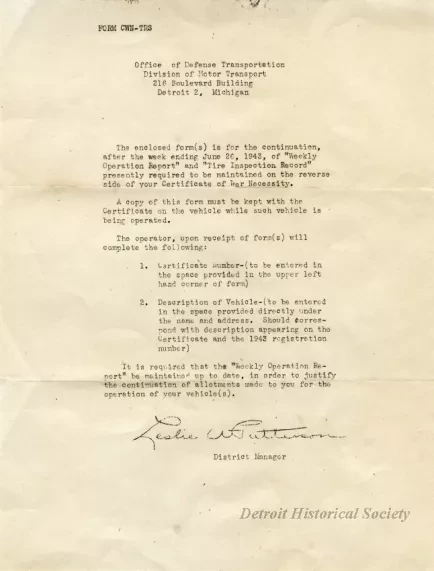 FORM CWN-TRS
Office of Defense Transportation
Division of Motor Transport
216 Boulevard Building
Detroit 2, Michigan
The enclosed form(s) is for the continuation,
after the week ending June 26, 1943, of "Weekly
Operation Report" and "Tire Inspection Record"
presently required to be maintained on the reverse
side of your Certificate of War Necessity.
A copy of this form must be kept with the
Certificate on the vehicle while such vehicle is
being operated.
The operator, upon receipt of form(s) will
complete the following:
1. Certificate Number-(to be entered in
the space provided in the upper left
hand corner of form)
2. Description of Vehicle-(to be entered
in the space provided directly under
the name and address. Should corres-
pond with description appearing on the
Certificate and the 1943 registration
number)
It is required that the "Weekly Operation Re-
port" be maintained up to date, in order to justify
the continuation of allotments made to you for the
operation of your vehicle(s).
Leslie W Patterson
District Manager
Detroit Historical Society